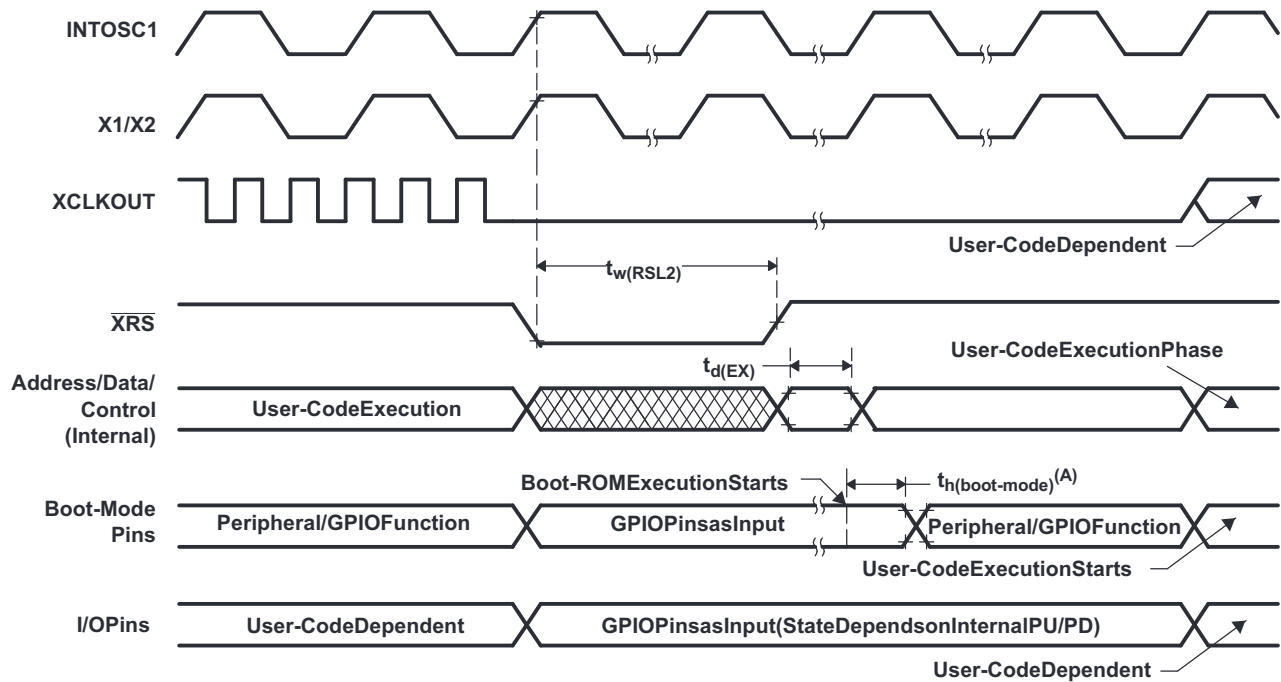 INTOSC1
X1/X2
XCLKOUT
User-CodeDependent
tw(RSL2)
XRS
User-CodeExecutionPhase
td(EX)
Address/Data/
Control
(Internal)
User-CodeExecution
Boot-ROMExecutionStarts
th(boot-mode)(A)
Boot-Mode
Pins
Peripheral/GPIOFunction
GPIOPinsasInput
Peripheral/GPIOFunction
User-CodeExecutionStarts
I/OPins
User-CodeDependent
GPIOPinsasInput(StateDependsonInternalPU/PD)
User-CodeDependent